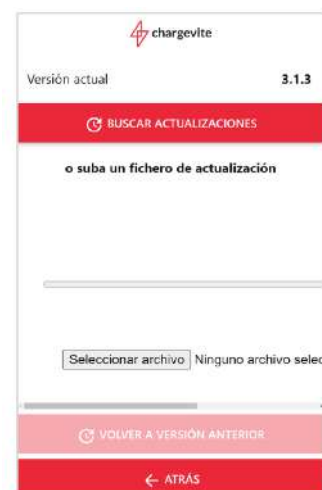 chargevite
Versión actual 3.1.3
BUSCAR ACTUALIZACIONES
o suba un fichero de actualización
Seleccionar archivo Ninguno archivo selec
VOLVER A VERSIÓN ANTERIOR
ATRÁS